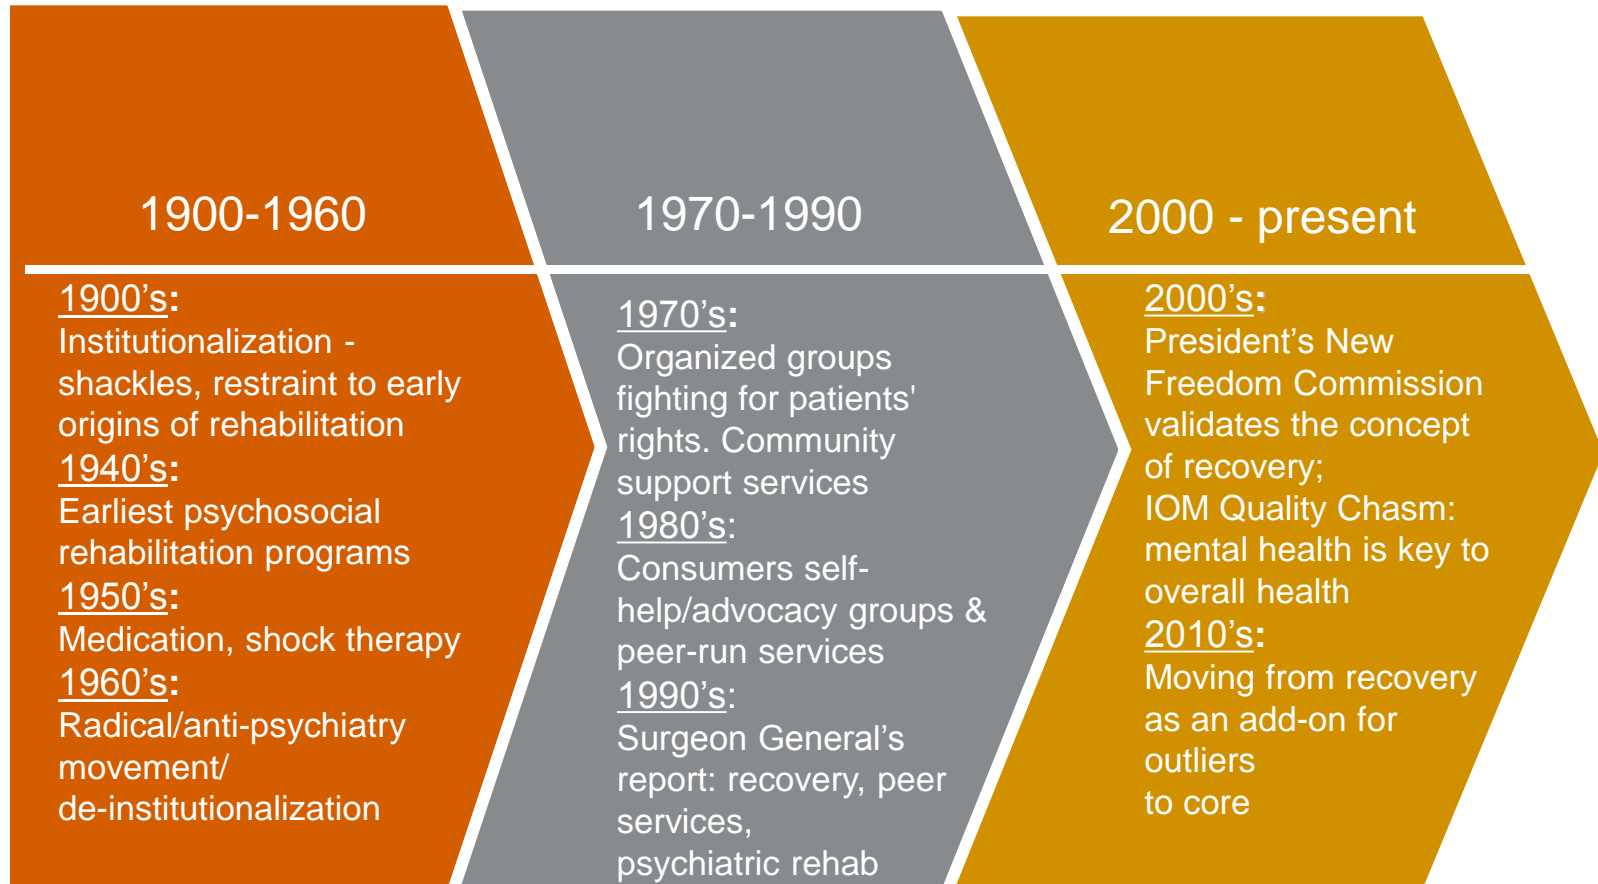 1900-1960
1900's:
Institutionalization -
shackles, restraint to early
origins of rehabilitation
1940's:
Earliest psychosocial
rehabilitation programs
1950's:
Medication, shock therapy
1960's:
Radical/anti-psychiatry
movement/
de-institutionalization
1970-1990
1970's:
Organized groups
fighting for patients'
rights. Community
support services
1980's:
Consumers self-
help/advocacy groups &
peer-run services
1990's:
Surgeon General's
report: recovery, peer
services,
psychiatric rehab
2000 - present
2000's:
President's New
Freedom Commission
validates the concept
of recovery;
IOM Quality Chasm:
mental health is key to
overall health
2010's:
Moving from recovery
as an add-on for
outliers
to core